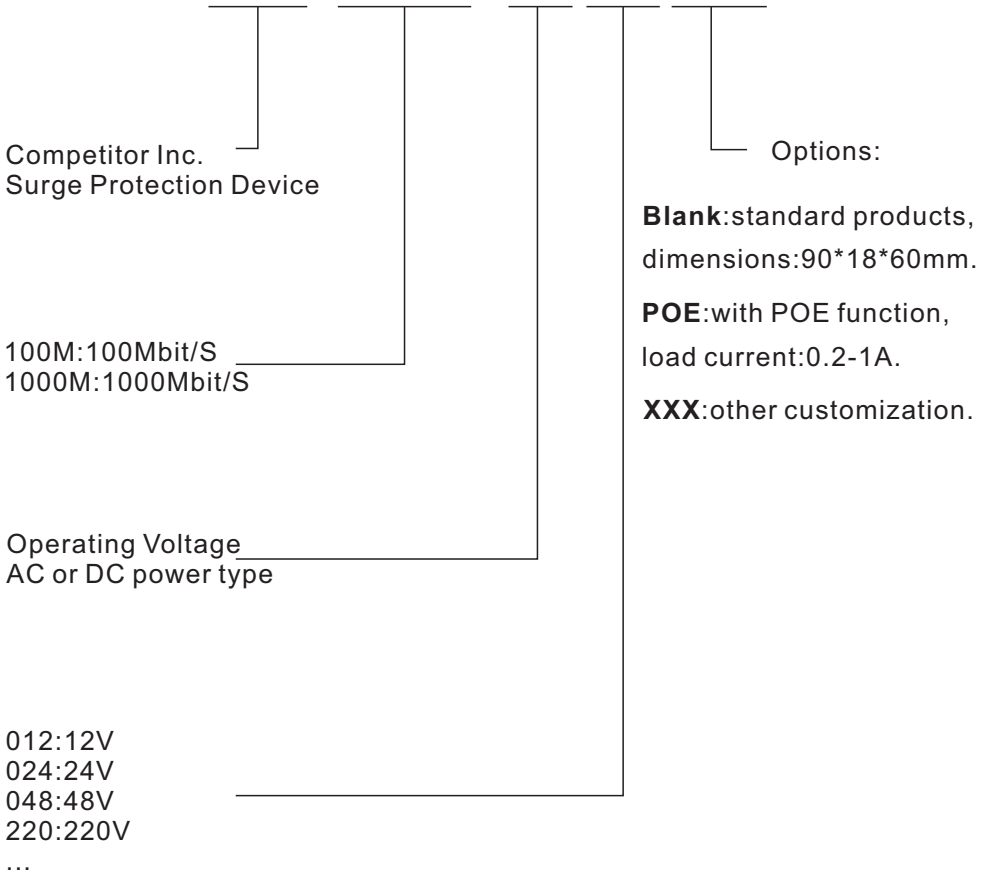 Competitor Inc.
Surge Protection Device
Options:
Blank:standard products,
dimensions:90*18*60mm.
POE:with POE function,
load current:0.2-1A.
XXX:other customization.
100M:100Mbit/S
1000M:1000Mbit/S
Operating Voltage
AC or DC power type
012:12V
024:24V
048:48V
220:220V
...